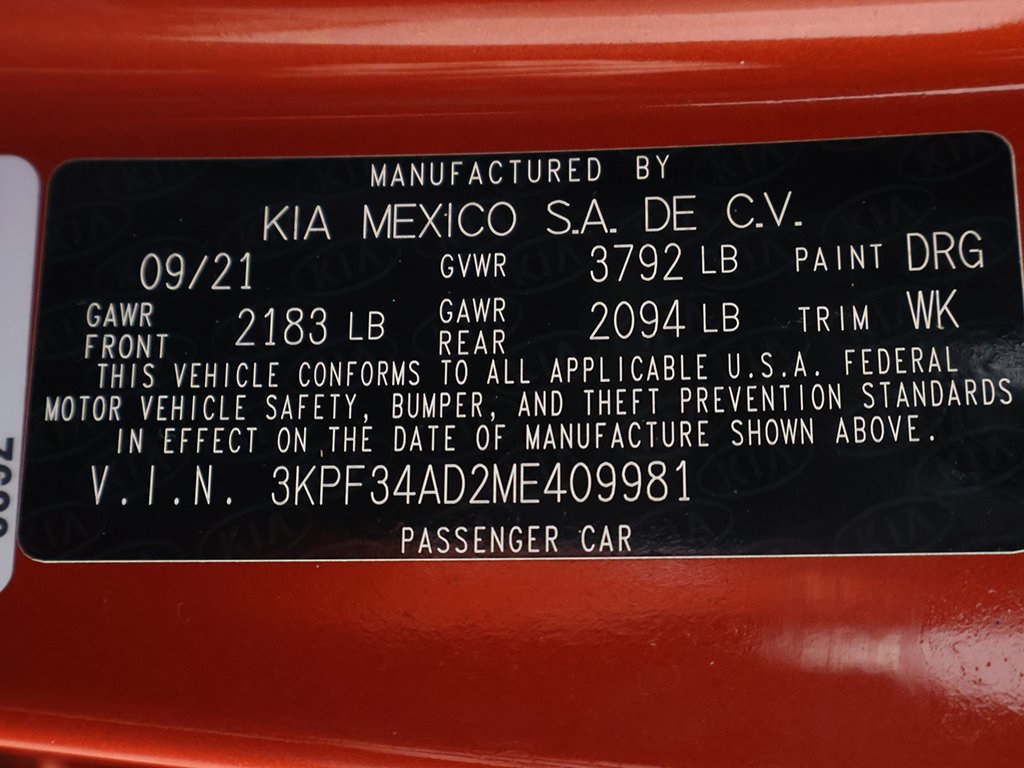 MANUFACTURED BY
KIA MEXICO S.A. DE C.V.
09/21 GVWR 3792 LB PAINT DRG
GAWR FRONT 2183 LB GAWR REAR 2094 LB TRIM WK
THIS VEHICLE CONFORMS TO ALL APPLICABLE U.S.A. FEDERAL
MOTOR VEHICLE SAFETY, BUMPER, AND THEFT PREVENTION STANDARDS
IN EFFECT ON THE DATE OF MANUFACTURE SHOWN ABOVE.
V.I.N. 3KPF34AD2ME409981
PASSENGER CAR